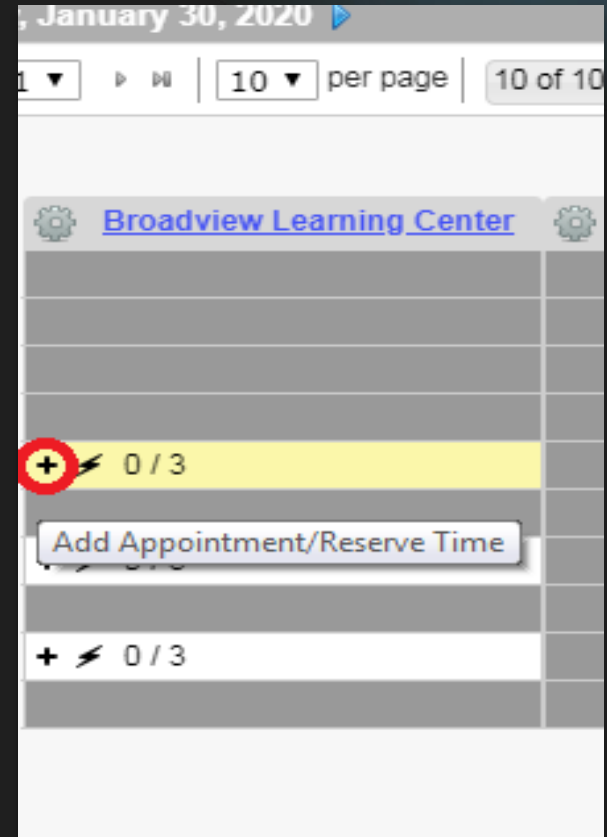 , January 30, 2020
1 ▼ 10 ▼ per page 10 of 10
Broadview Learning Center
+ 0 / 3
Add Appointment/Reserve Time
+ 0 / 3